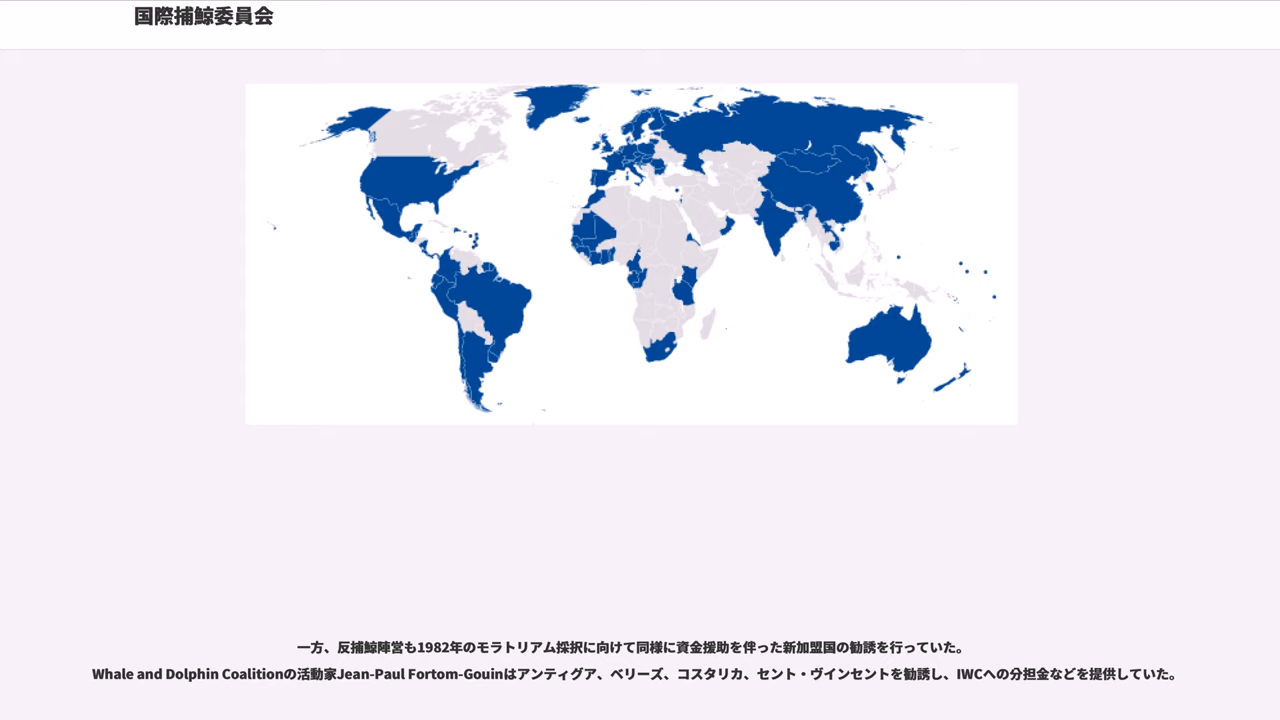 国際捕鯨委員会
一方、反捕鯨陣営も1982年のモラトリアム採択に向けて同様に資金援助を伴った新加盟国の勧誘を行っていた。
Whale and Dolphin Coalitionの活動家Jean-Paul Fortom-Gouinはアンティグア、ベリーズ、コスタリカ、セント・ヴインセントを勧誘し、IWCへの分担金などを提供していた。